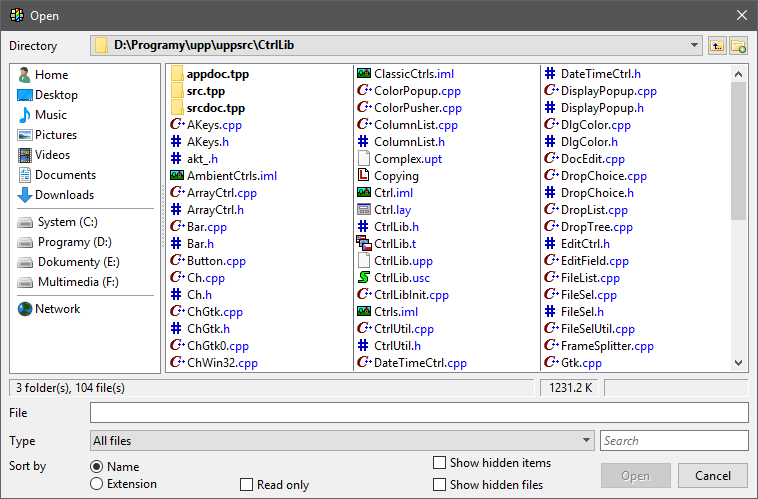 Open
Directory
D:\Programy\upp\uppsrc\CtrlLib
Home
Desktop
Music
Pictures
Videos
Documents
Downloads
System (C:)
Programy (D:)
Dokumenty (E:)
Multimedia (F:)
Network
appdoc.tpp
src.tpp
srcdoc.tpp
AKeys.cpp
AKeys.h
akt_.h
AmbientCtrls.iml
ArrayCtrl.cpp
ArrayCtrl.h
Bar.cpp
Bar.h
Button.cpp
Ch.cpp
Ch.h
ChGtk.cpp
ChGtk.h
ChGtk0.cpp
ChWin32.cpp
ClassicCtrls.iml
ColorPopup.cpp
ColorPusher.cpp
ColumnList.cpp
ColumnList.h
Complex.upt
Copying
Ctrl.iml
Ctrl.lay
CtrlLib.h
CtrlLib.t
CtrlLib.upp
CtrlLib.usc
CtrlLibInit.cpp
Ctrls.iml
CtrlUtil.cpp
CtrlUtil.h
DateTimeCtrl.cpp
DateTimeCtrl.h
DisplayPopup.cpp
DisplayPopup.h
DlgColor.cpp
DlgColor.h
DocEdit.cpp
DropChoice.cpp
DropChoice.h
DropList.cpp
DropTree.cpp
EditCtrl.h
EditField.cpp
FileList.cpp
FileSel.cpp
FileSel.h
FileSelUtil.cpp
FrameSplitter.cpp
Gtk.cpp
3 folder(s), 104 file(s)
1231.2 K
File
Type
All files
Search
Sort by
Name
Extension
Read only
Show hidden items
Show hidden files
Open
Cancel